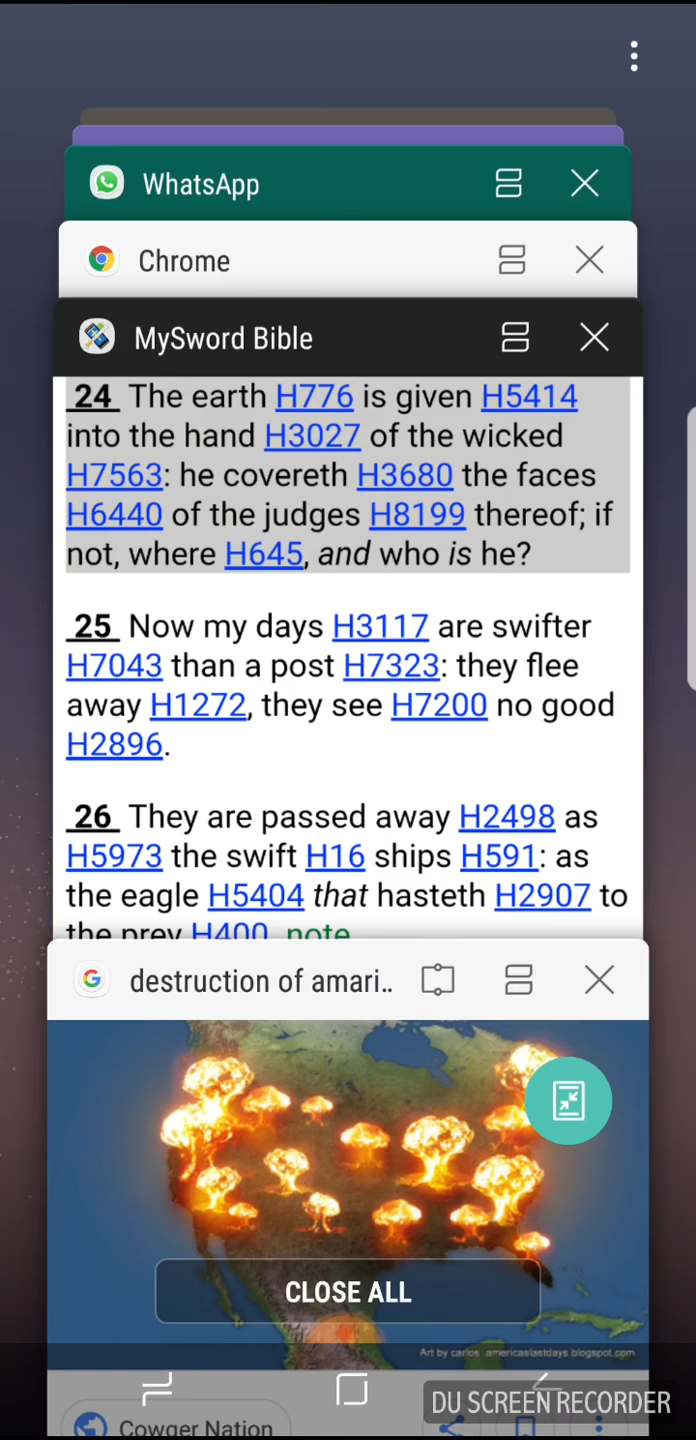 WhatsApp
Chrome
MySword Bible
24 The earth H776 is given H5414
into the hand H3027 of the wicked
H7563: he covereth H3680 the faces
H6440 of the judges H8199 thereof; if
not, where H645, and who is he?
25 Now my days H3117 are swifter
H7043 than a post H7323: they flee
away H1272, they see H7200 no good
H2896.
26 They are passed away H2498 as
H5973 the swift H16 ships H591: as
the eagle H5404 that hasteth H2907 to
the prey H400. note
destruction of amari..
CLOSE ALL
Art by carlos americaslastdays.blogspot.com
DU SCREEN RECORDER
Cowger Nation